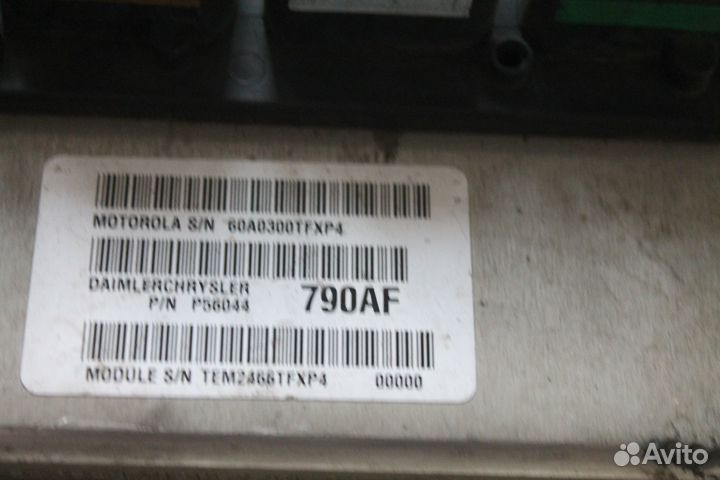 MOTOROLA S/N 60A0300TFXP4
DAIMLERCHRYSLER
P/N P56044 790AF
MODULE S/N TEM2466TFXP4 00000
Avito